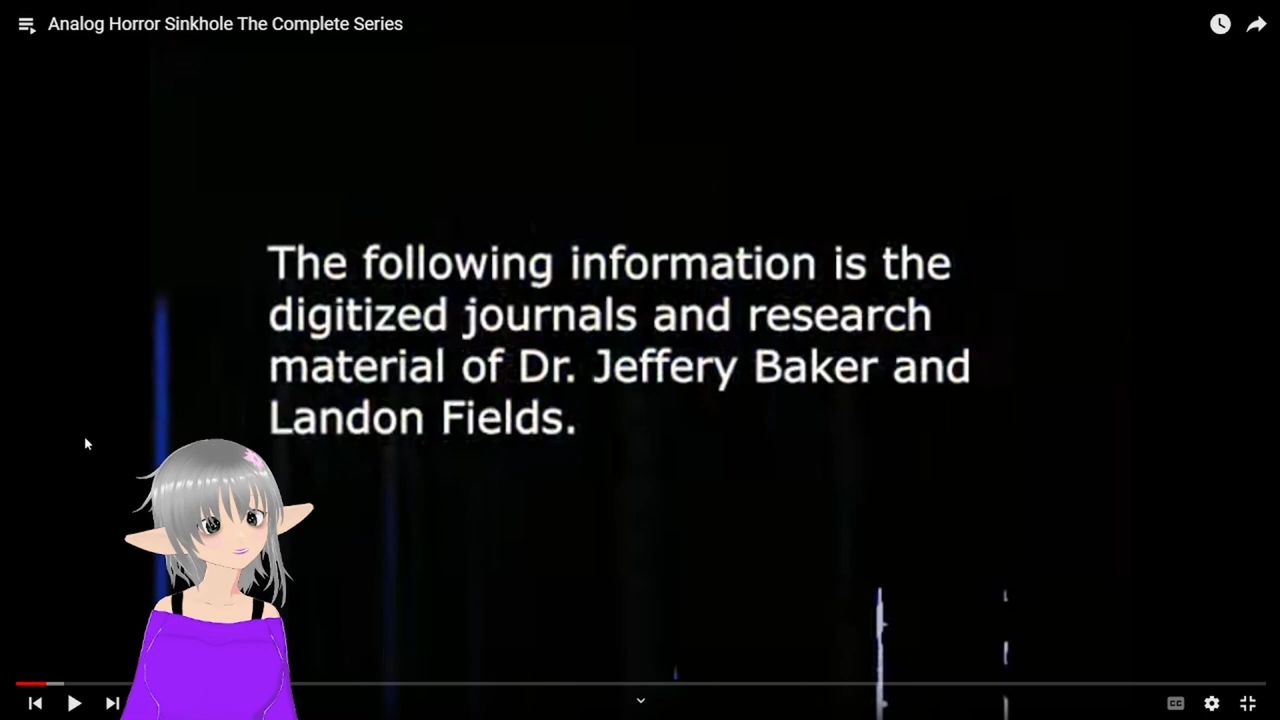 Analog Horror Sinkhole The Complete Series
The following information is the
digitized journals and research
material of Dr. Jeffery Baker and
Landon Fields.
CC